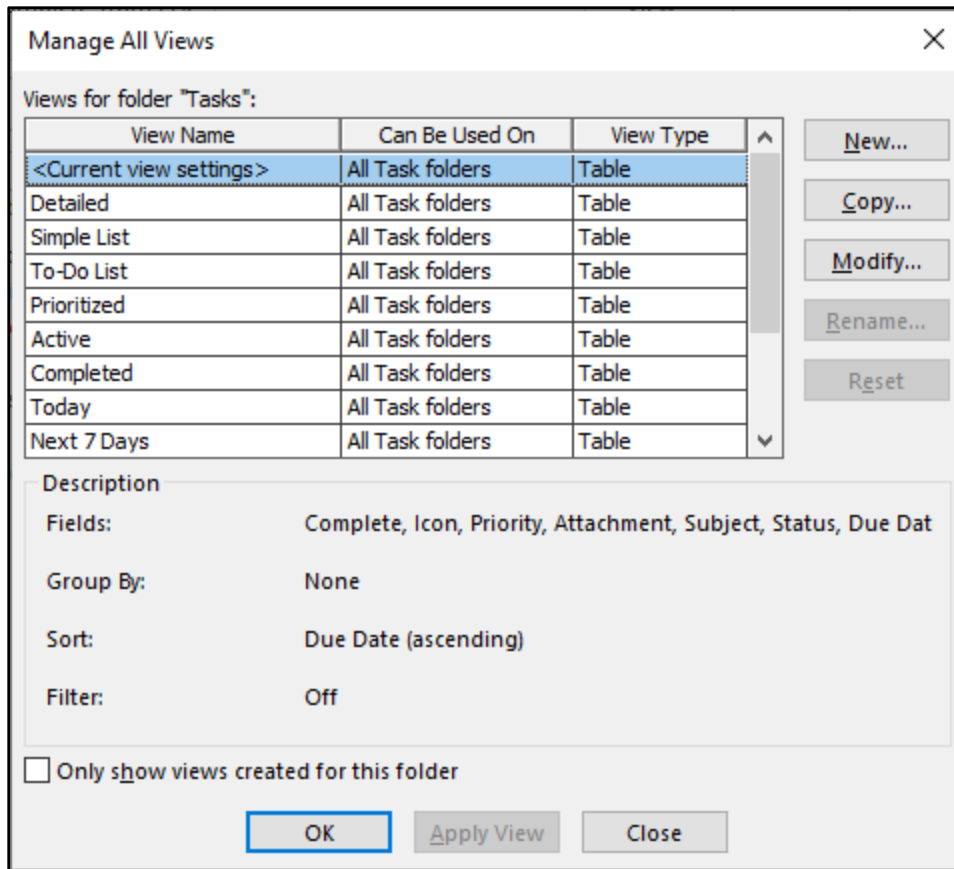 Manage All Views
Views for folder "Tasks":
View Name Can Be Used On View Type
<Current view settings> All Task folders Table
Detailed All Task folders Table
Simple List All Task folders Table
To-Do List All Task folders Table
Prioritized All Task folders Table
Active All Task folders Table
Completed All Task folders Table
Today All Task folders Table
Next 7 Days All Task folders Table
New...
Copy...
Modify...
Rename...
Reset
Description
Fields: Complete, Icon, Priority, Attachment, Subject, Status, Due Dat
Group By: None
Sort: Due Date (ascending)
Filter: Off
Only show views created for this folder
OK Apply View Close